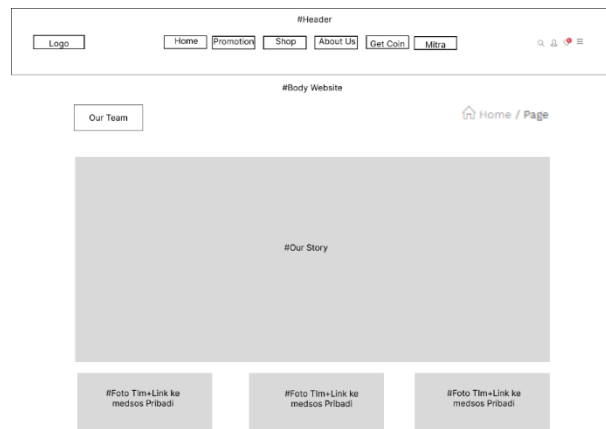 #Header
Logo Home Promotion Shop About Us Get Coin Mitra
#Body Website
Our Team Home / Page
#Our Story
#Foto TIm+Link ke medsos Pribadi
#Foto TIm+Link ke medsos Pribadi
#Foto TIm+Link ke medsos Pribadi